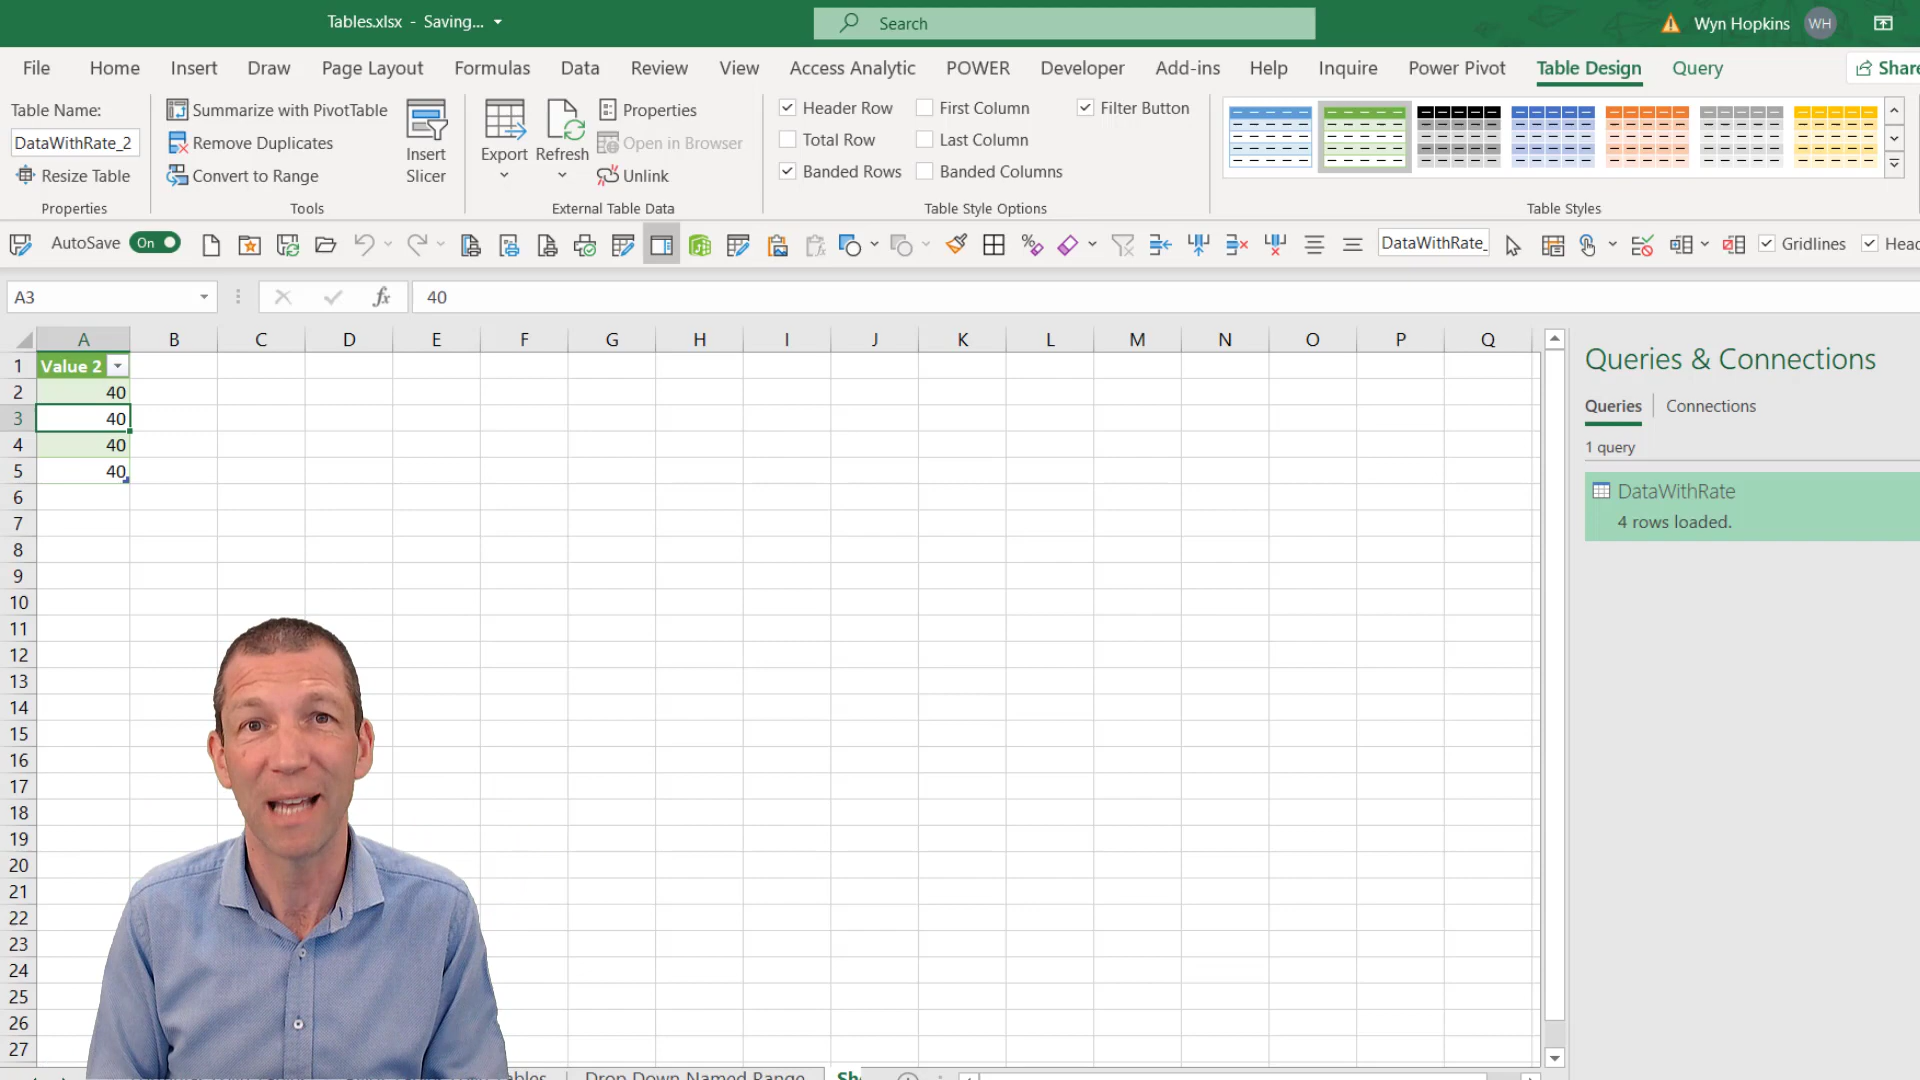 Tables.xlsx - Saving...
Search
Wyn Hopkins WH
File Home Insert Draw Page Layout Formulas Data Review View Access Analytic POWER Developer Add-ins Help Inquire Power Pivot Table Design Query Share
Table Name:
DataWithRate_2
Resize Table
Properties
Summarize with PivotTable
Remove Duplicates
Convert to Range
Insert Slicer
Tools
Export
Refresh
Properties
Open in Browser
Unlink
External Table Data
Header Row First Column Filter Button
Total Row Last Column
Banded Rows Banded Columns
Table Style Options
Table Styles
AutoSave On DataWithRate_ Gridlines Head
A3 fx 40
A B C D E F G H I J K L M N O P Q
1 Value 2
2 40
3 40
4 40
5 40
6
7
8
9
10
11
12
13
14
15
16
17
18
19
20
21
22
23
24
25
26
27
Queries & Connections
Queries Connections
1 query
DataWithRate
4 rows loaded.
Drop Down Named Range